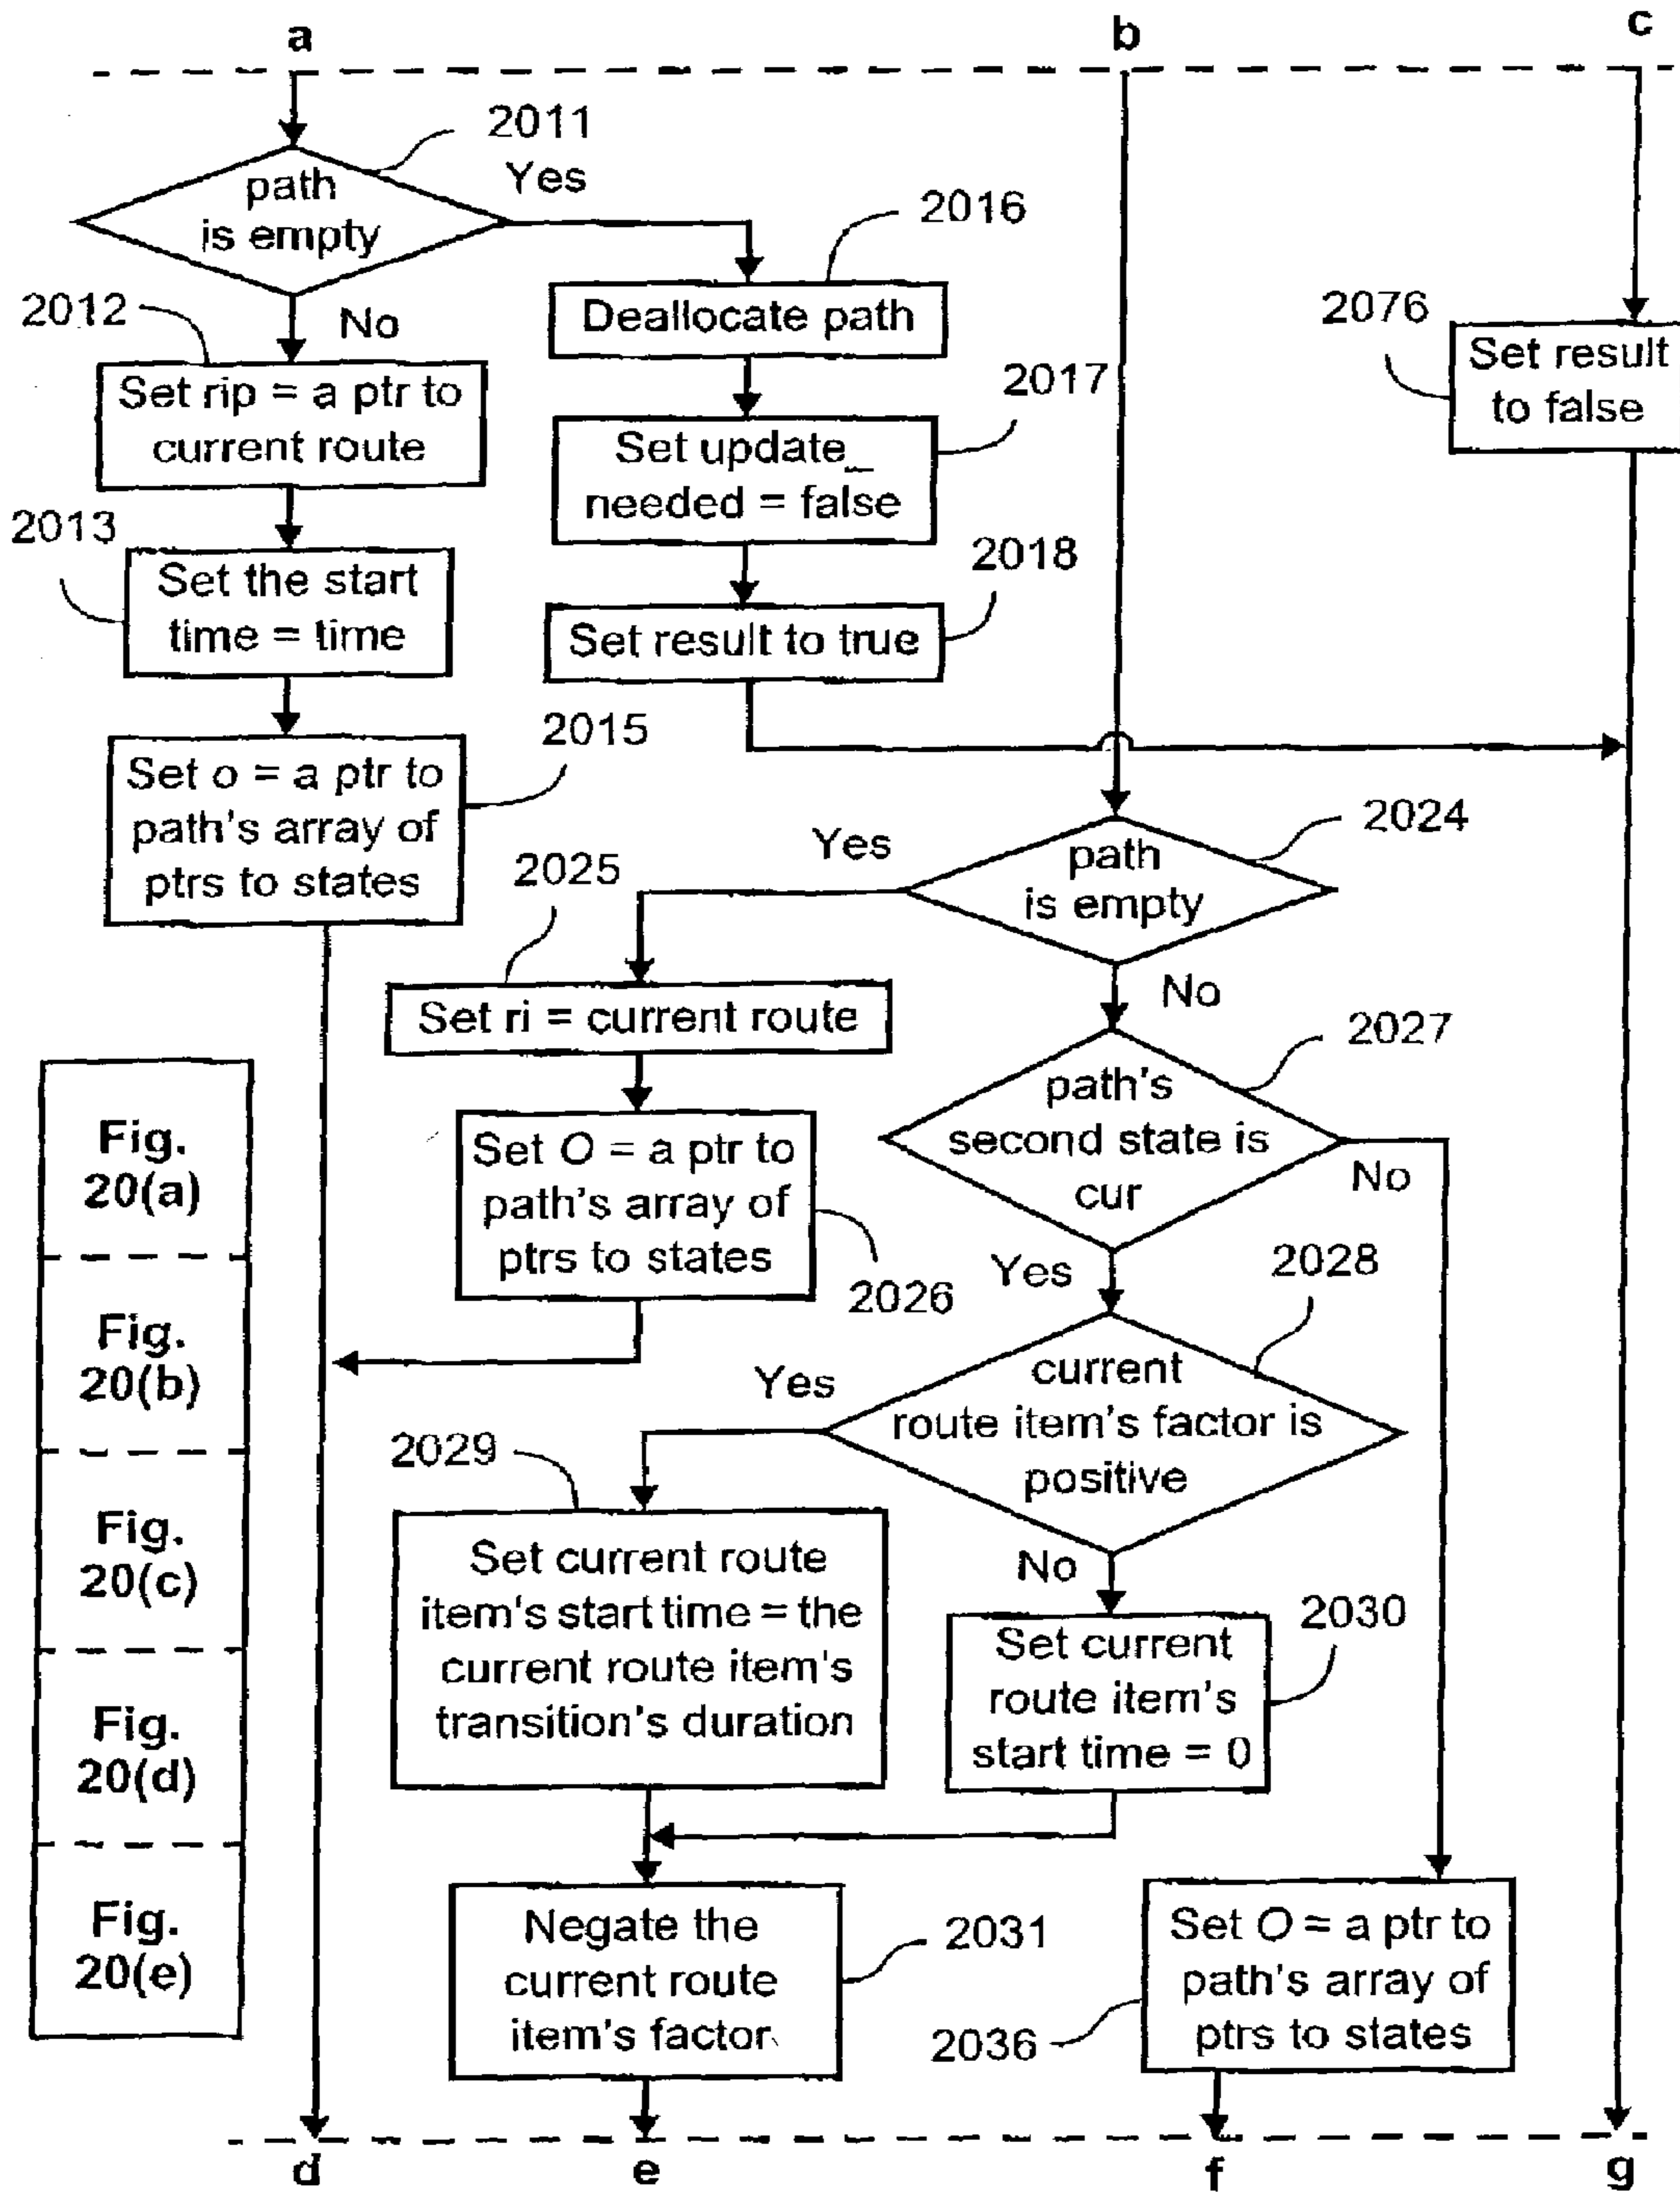 a
b
c
2011
path
is empty
Yes
2016
2012
No
Deallocate path
2076
Set result
to false
Set rip = a ptr to
current route
2017
Set update_
needed = false
2013
Set the start
time = time
2018
Set result to true
2015
Set o = a ptr to
path's array of
ptrs to states
2024
path
is empty
Yes
2025
No
Set ri = current route
2027
path's
second state is
cur
No
Set O = a ptr to
path's array of
ptrs to states
2026
Yes
2028
current
route item's factor is
positive
Yes
2029
No
Set current route
item's start time = the
current route item's
transition's duration
2030
Set current
route item's
start time = 0
Negate the
current route
item's factor
2031
Set O = a ptr to
path's array of
ptrs to states
2036
Fig.
20(a)
Fig.
20(b)
Fig.
20(c)
Fig.
20(d)
Fig.
20(e)
d
e
f
g